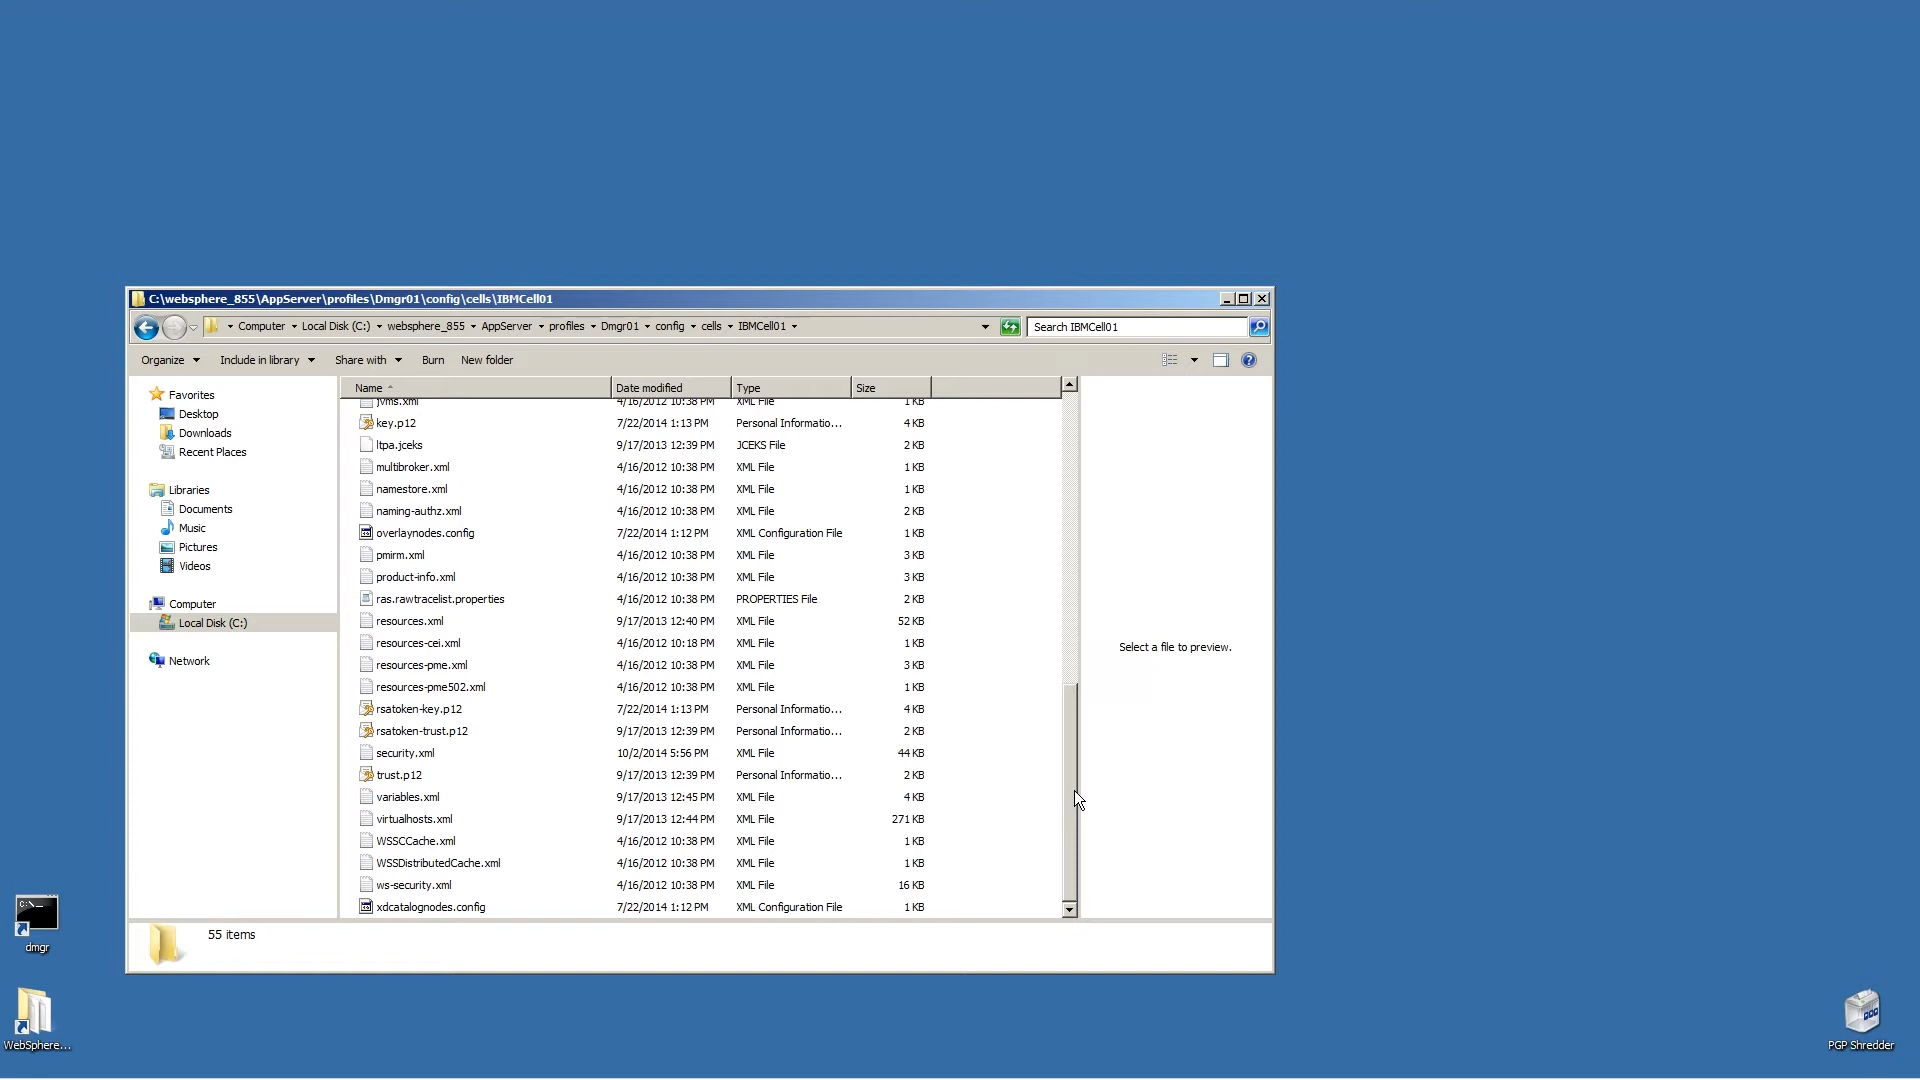 C:\websphere_855\AppServer\profiles\Dmgr01\config\cells\IBMCell01
Computer Local Disk (C:) websphere_855 AppServer profiles Dmgr01 config cells IBMCell01 Search IBMCell01
Organize Include in library Share with Burn New folder
Favorites
Desktop
Downloads
Recent Places
Libraries
Documents
Music
Pictures
Videos
Computer
Local Disk (C:)
Network
Name Date modified Type Size
jvms.xml 4/16/2012 10:38 PM XML File 1 KB
key.p12 7/22/2014 1:13 PM Personal Informatio... 4 KB
ltpa.jceks 9/17/2013 12:39 PM JCEKS File 2 KB
multibroker.xml 4/16/2012 10:38 PM XML File 1 KB
namestore.xml 4/16/2012 10:38 PM XML File 1 KB
naming-authz.xml 4/16/2012 10:38 PM XML File 2 KB
overlaynodes.config 7/22/2014 1:12 PM XML Configuration File 1 KB
pmirm.xml 4/16/2012 10:38 PM XML File 3 KB
product-info.xml 4/16/2012 10:38 PM XML File 3 KB
ras.rawtracelist.properties 4/16/2012 10:38 PM PROPERTIES File 2 KB
resources.xml 9/17/2013 12:40 PM XML File 52 KB
resources-cei.xml 4/16/2012 10:18 PM XML File 1 KB
resources-pme.xml 4/16/2012 10:38 PM XML File 3 KB
resources-pme502.xml 4/16/2012 10:38 PM XML File 1 KB
rsatoken-key.p12 7/22/2014 1:13 PM Personal Informatio... 4 KB
rsatoken-trust.p12 9/17/2013 12:39 PM Personal Informatio... 2 KB
security.xml 10/2/2014 5:56 PM XML File 44 KB
trust.p12 9/17/2013 12:39 PM Personal Informatio... 2 KB
variables.xml 9/17/2013 12:45 PM XML File 4 KB
virtualhosts.xml 9/17/2013 12:44 PM XML File 271 KB
WSSCCache.xml 4/16/2012 10:38 PM XML File 1 KB
WSSDistributedCache.xml 4/16/2012 10:38 PM XML File 1 KB
ws-security.xml 4/16/2012 10:38 PM XML File 16 KB
xdcatalognodes.config 7/22/2014 1:12 PM XML Configuration File 1 KB
Select a file to preview.
55 items
dmgr
WebSphere...
PGP Shredder